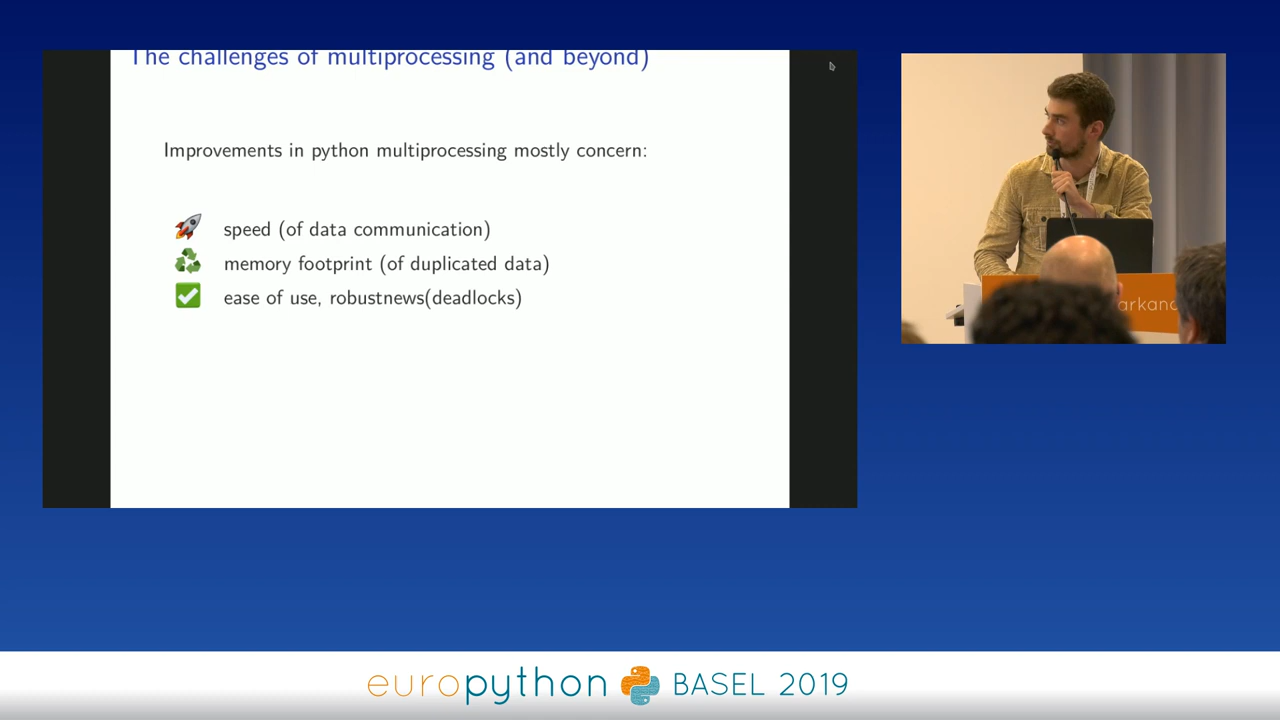 The challenges of multiprocessing (and beyond)
Improvements in python multiprocessing mostly concern:
speed (of data communication)
memory footprint (of duplicated data)
ease of use, robustnews(deadlocks)
arkano
europython BASEL 2019